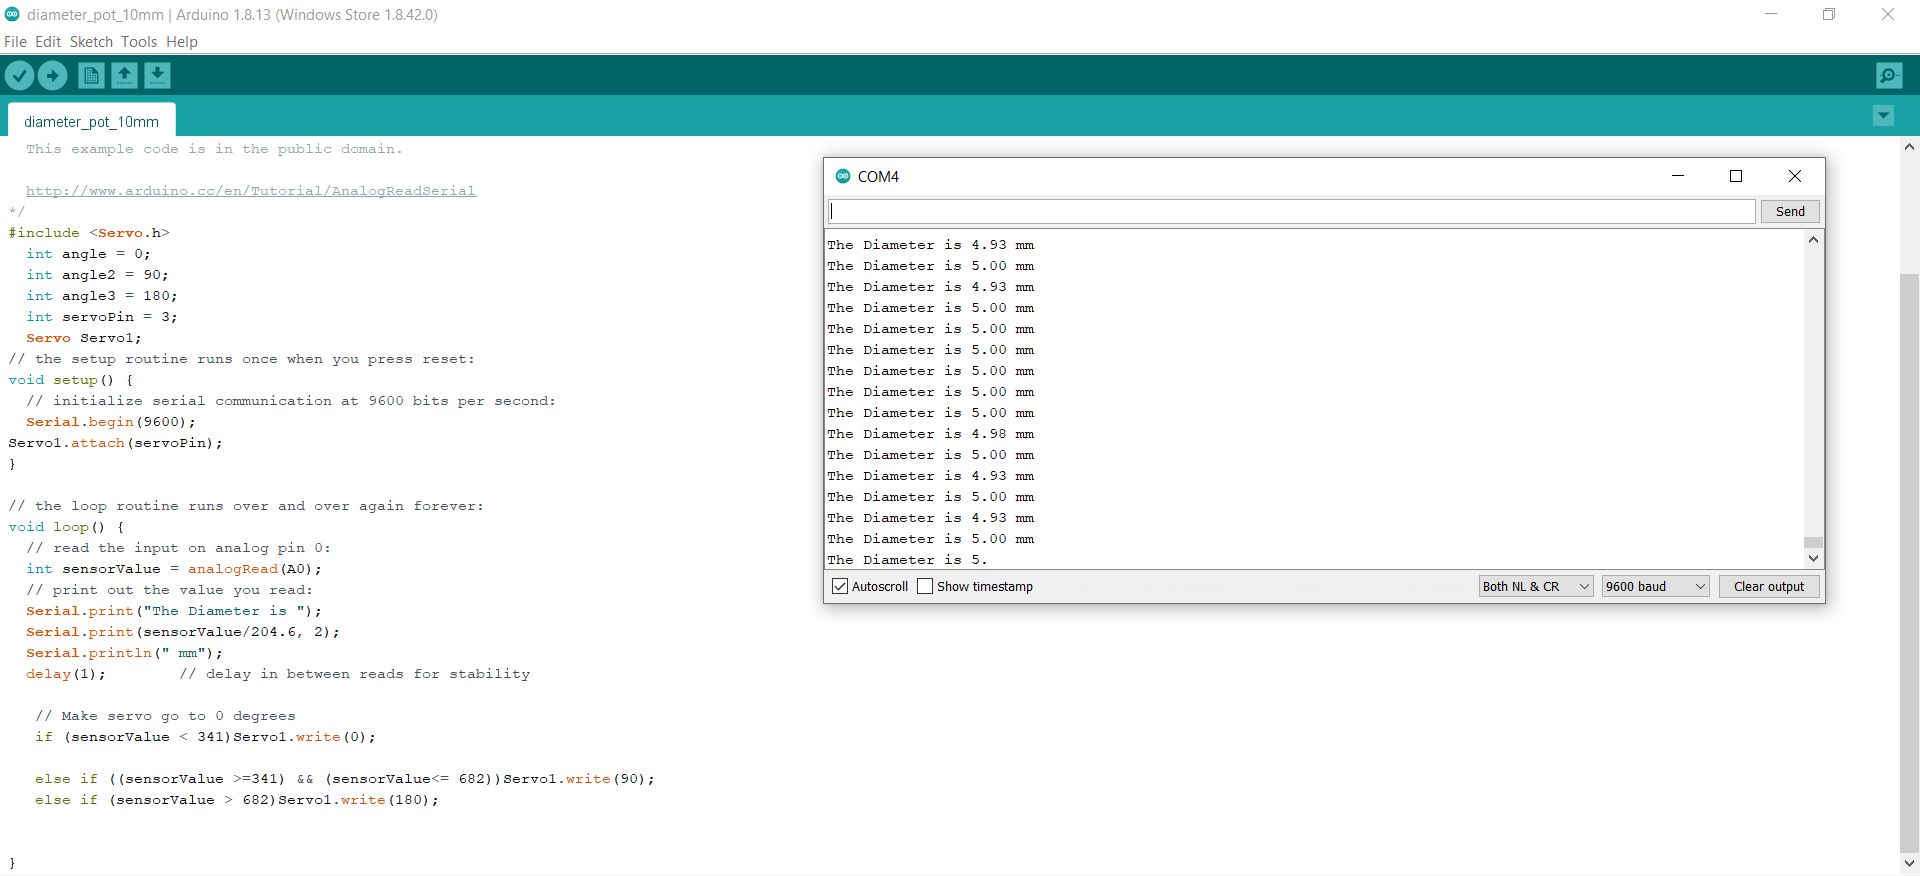 diameter_pot_10mm | Arduino 1.8.13 (Windows Store 1.8.42.0)
File Edit Sketch Tools Help
diameter_pot_10mm
This example code is in the public domain.
http://www.arduino.cc/en/Tutorial/AnalogReadSerial
*/
#include <Servo.h>
int angle = 0;
int angle2 = 90;
int angle3 = 180;
int servoPin = 3;
Servo Servo1;
// the setup routine runs once when you press reset:
void setup() {
// initialize serial communication at 9600 bits per second:
Serial.begin(9600);
Servo1.attach(servoPin);
}
// the loop routine runs over and over again forever:
void loop() {
// read the input on analog pin 0:
int sensorValue = analogRead(A0);
// print out the value you read:
Serial.print("The Diameter is ");
Serial.print(sensorValue/204.6, 2);
Serial.println(" mm");
delay(1);        // delay in between reads for stability
// Make servo go to 0 degrees
if (sensorValue < 341)Servo1.write(0);
else if ((sensorValue >=341) && (sensorValue<= 682))Servo1.write(90);
else if (sensorValue > 682)Servo1.write(180);
}
COM4
Send
The Diameter is 4.93 mm
The Diameter is 5.00 mm
The Diameter is 4.93 mm
The Diameter is 5.00 mm
The Diameter is 5.00 mm
The Diameter is 5.00 mm
The Diameter is 5.00 mm
The Diameter is 5.00 mm
The Diameter is 5.00 mm
The Diameter is 4.98 mm
The Diameter is 5.00 mm
The Diameter is 4.93 mm
The Diameter is 5.00 mm
The Diameter is 4.93 mm
The Diameter is 5.00 mm
The Diameter is 5.
Autoscroll Show timestamp Both NL & CR 9600 baud Clear output